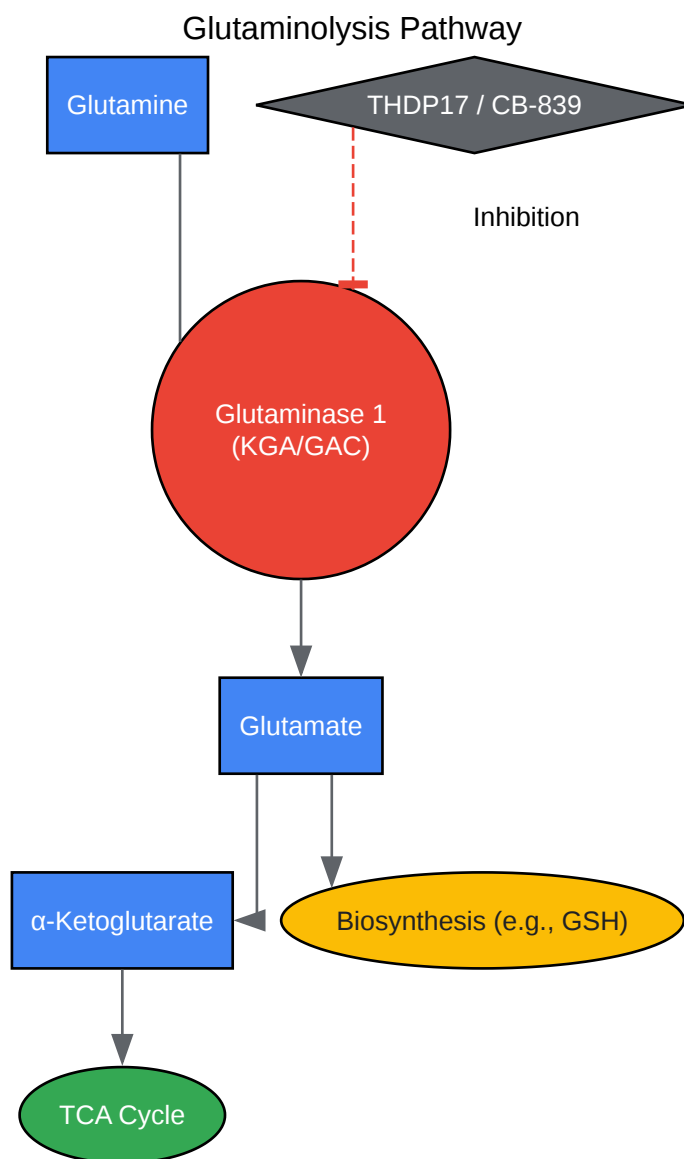 Glutaminolysis Pathway
Glutamine
THDP17 / CB-839
Inhibition
Glutaminase 1
(KGA/GAC)
Glutamate
α-Ketoglutarate
Biosynthesis (e.g., GSH)
TCA Cycle